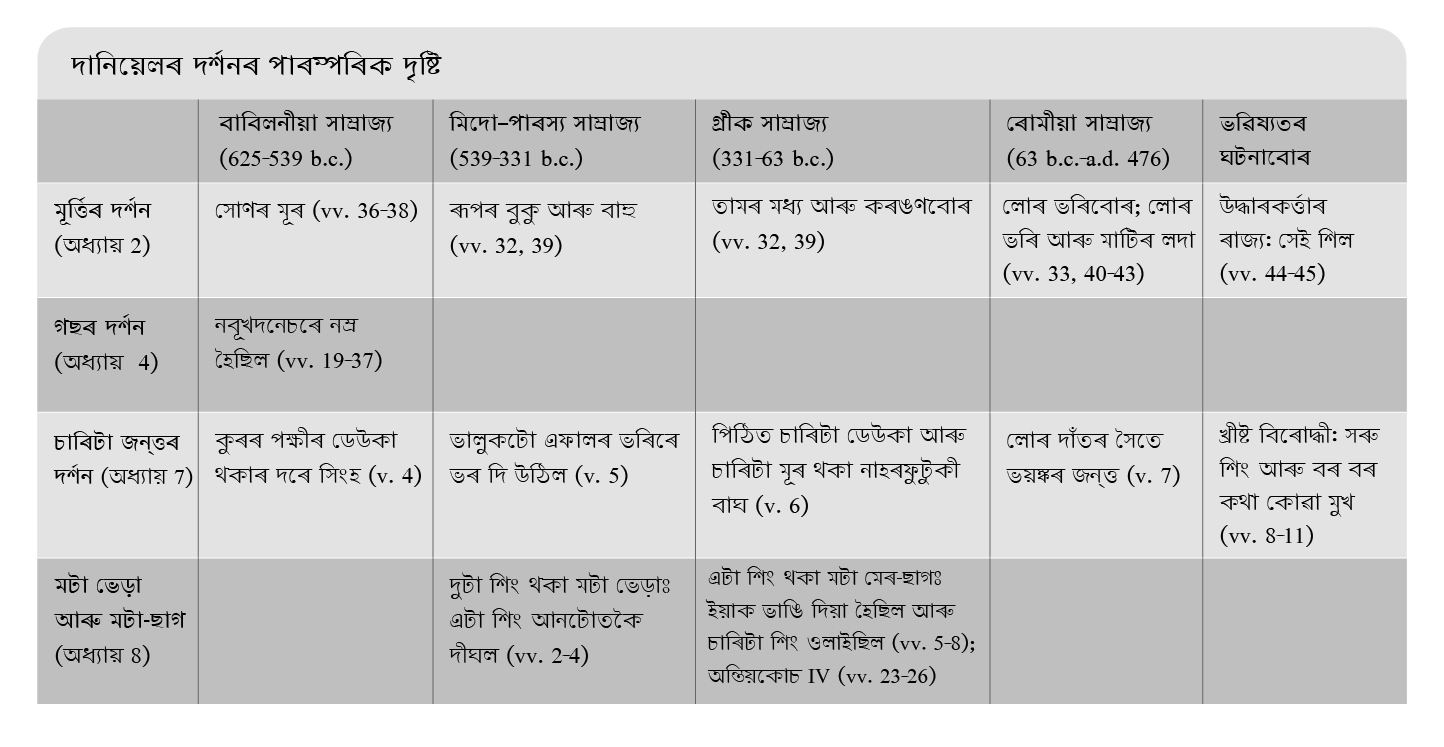 দানিয়েলৰ দৰ্শনৰ পাৰম্পৰিক দৃষ্টি
বাবিলনীয়া সাম্ৰাজ্য
(625-539 b.c.)
মিদো–পাৰস্য সাম্ৰাজ্য
(539-331 b.c.)
গ্ৰীক সাম্ৰাজ্য
(331-63 b.c.)
ৰোমীয়া সাম্ৰাজ্য
(63 b.c.-a.d. 476)
ভৱিষ্যতৰ
ঘটনাবোৰ
মূৰ্ত্তিৰ দৰ্শন
(অধ্যায় 2)
সোণৰ মূৰ (vv. 36-38)
ৰূপৰ বুকু আৰু বাহু
(vv. 32, 39)
তামৰ মধ্য আৰু কৰঙণবোৰ
(vv. 32, 39)
লোৰ ভৰিবোৰ; লোৰ
ভৰি আৰু মাটিৰ লদা
(vv. 33, 40-43)
উদ্ধাৰকৰ্ত্তাৰ
ৰাজ্য: সেই শিল
(vv. 44-45)
গছৰ দৰ্শন
(অধ্যায় 4)
নবূখদনেচৰে নম্ৰ
হৈছিল (vv. 19-37)
চাৰিটা জন্ত্তৰ
দৰ্শন (অধ্যায় 7)
কুৰৰ পক্ষীৰ ডেউকা
থকাৰ দৰে সিংহ (v. 4)
ভালুকটো এফালৰ ভৰিৰে
ভৰ দি উঠিল (v. 5)
পিঠিত চাৰিটা ডেউকা আৰু
চাৰিটা মূৰ থকা নাহৰফুটুকী
বাঘ (v. 6)
লোৰ দাঁতৰ সৈতে
ভয়ঙ্কৰ জন্ত্ত (v. 7)
খ্ৰীষ্ট বিৰোদ্ধী: সৰু
শিং আৰু বৰ বৰ
কথা কোৱা মুখ
(vv. 8-11)
মটা ভেড়া
আৰু মটা-ছাগ
(অধ্যায় 8)
দুটা শিং থকা মটা ভেড়াঃ
এটা শিং আনটোতকৈ
দীঘল (vv. 2-4)
এটা শিং থকা মটা মেৰ-ছাগঃ
ইয়াক ভাঙি দিয়া হৈছিল আৰু
চাৰিটা শিং ওলাইছিল (vv. 5-8);
অন্তিয়কোচ IV (vv. 23-26)